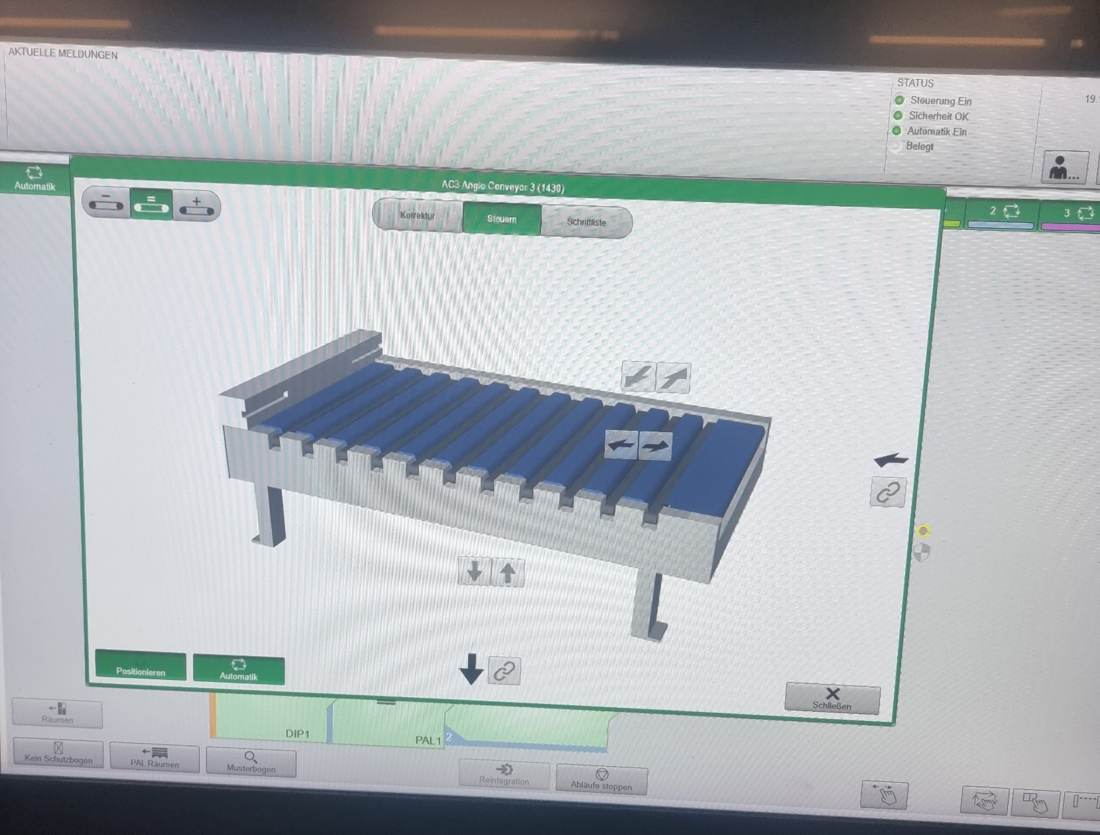 AKTUELLE MELDUNGEN
STATUS
Steuerung Ein
Sicherheit OK
Automatik Ein
Belegt
19
Automatik
AC3 Angle Conveyor 3 (1430)
Korrektur
Steuern
Schrittliste
2
3
Positionieren
Automatik
Schließen
Räumen
DIP1
PAL1
2
Kein Schutzbogen
PAL Räumen
Musterbogen
Reintegration
Abläufe stoppen